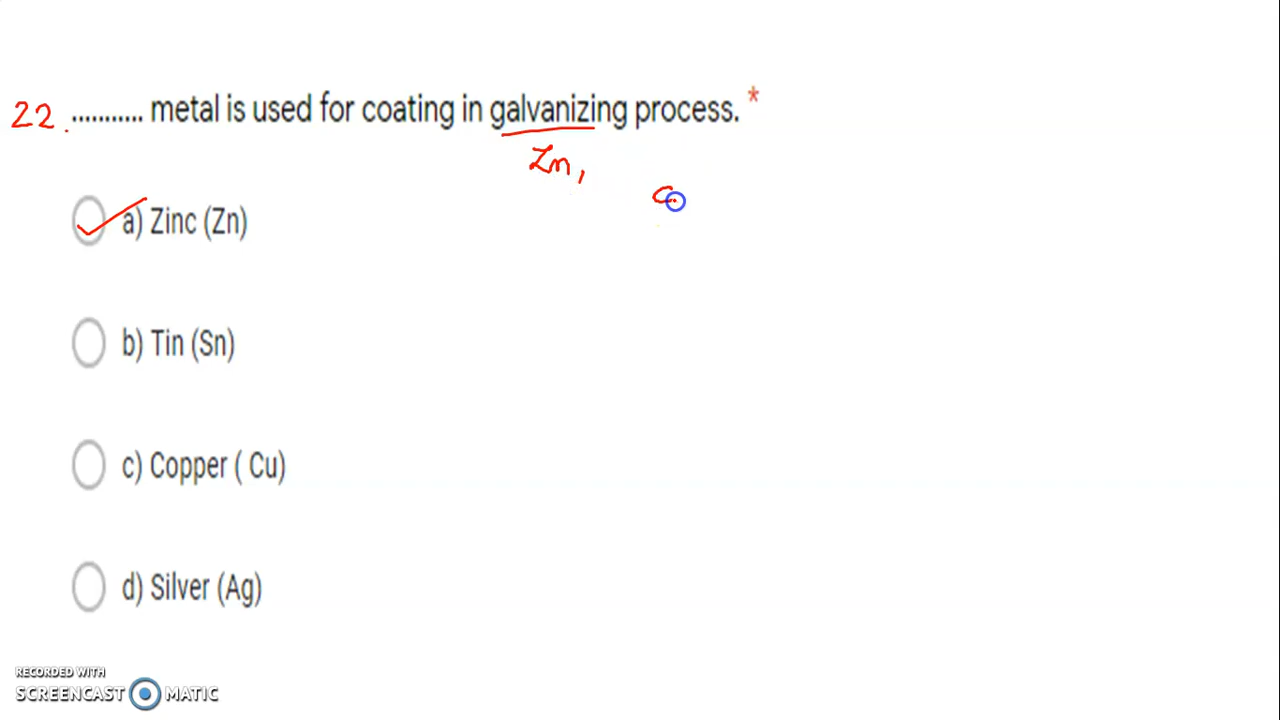 22. ........... metal is used for coating in galvanizing process. *
Zn,
a) Zinc (Zn)
b) Tin (Sn)
c) Copper ( Cu)
d) Silver (Ag)
RECORDED WITH
SCREENCAST MATIC